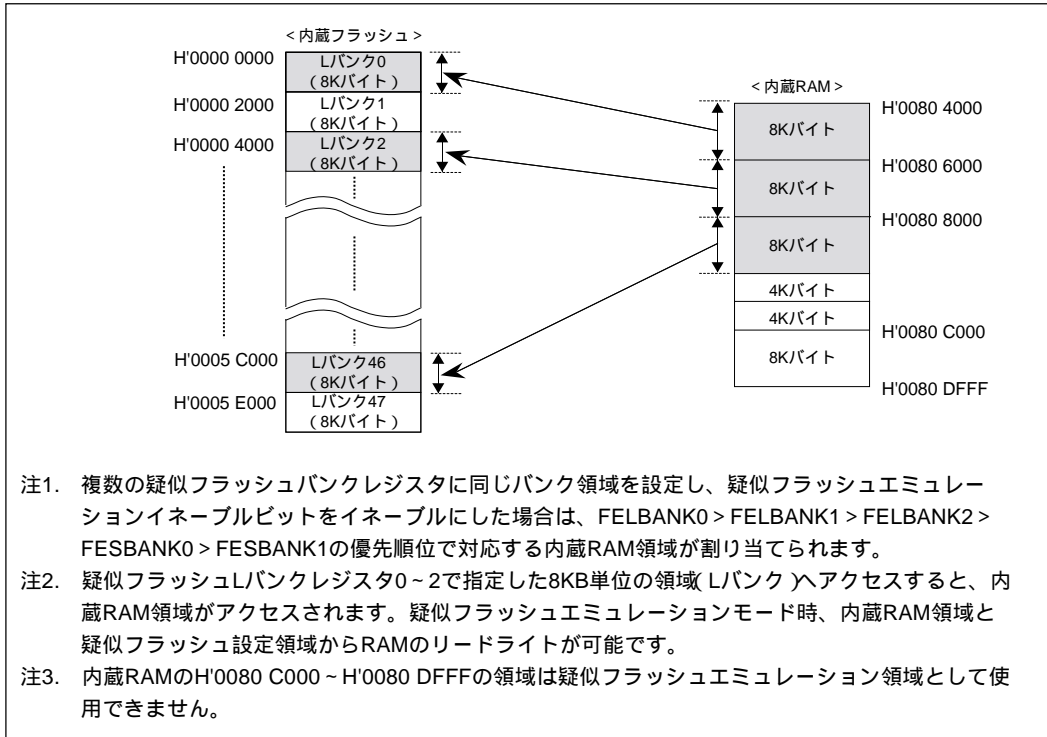 <内蔵フラッシュ>
H'0000 0000
Lバンク0
(8Kバイト)
H'0000 2000
Lバンク1
(8Kバイト)
H'0000 4000
Lバンク2
(8Kバイト)
H'0005 C000
Lバンク46
(8Kバイト)
H'0005 E000
Lバンク47
(8Kバイト)
<内蔵RAM>
H'0080 4000
8Kバイト
H'0080 6000
8Kバイト
H'0080 8000
8Kバイト
4Kバイト
4Kバイト
H'0080 C000
8Kバイト
H'0080 DFFF
注1. 複数の疑似フラッシュバンクレジスタに同じバンク領域を設定し、疑似フラッシュエミュレー
ションイネーブルビットをイネーブルにした場合は、FELBANK0>FELBANK1>FELBANK2>
FESBANK0>FESBANK1の優先順位で対応する内蔵RAM領域が割り当てられます。
注2. 疑似フラッシュLバンクレジスタ0~2で指定した8KB単位の領域(Lバンク)へアクセスすると、内
蔵RAM領域がアクセスされます。疑似フラッシュエミュレーションモード時、内蔵RAM領域と
疑似フラッシュ設定領域からRAMのリードライトが可能です。
注3. 内蔵RAMのH'0080 C000~H'0080 DFFFの領域は疑似フラッシュエミュレーション領域として使
用できません。